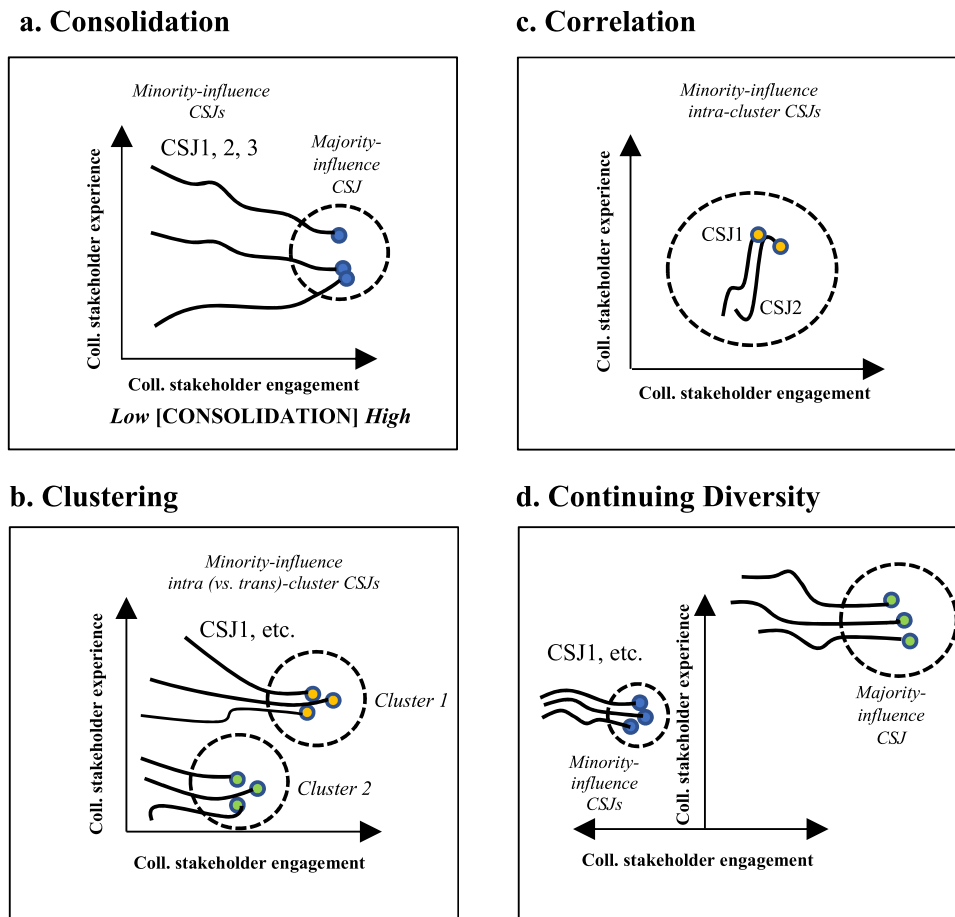 a. Consolidation
Minority-influence
CSJs
CSJ1, 2, 3
Majority-
influence
CSJ
Coll. stakeholder experience
Coll. stakeholder engagement
Low [CONSOLIDATION] High
c. Correlation
Minority-influence
intra-cluster CSJs
CSJ1
CSJ2
Coll. stakeholder experience
Coll. stakeholder engagement
b. Clustering
Minority-influence
intra (vs. trans)-cluster CSJs
CSJ1, etc.
Cluster 1
Cluster 2
Coll. stakeholder experience
Coll. stakeholder engagement
d. Continuing Diversity
CSJ1, etc.
Minority-
influence
CSJs
Majority-
influence
CSJ
Coll. stakeholder experience
Coll. stakeholder engagement